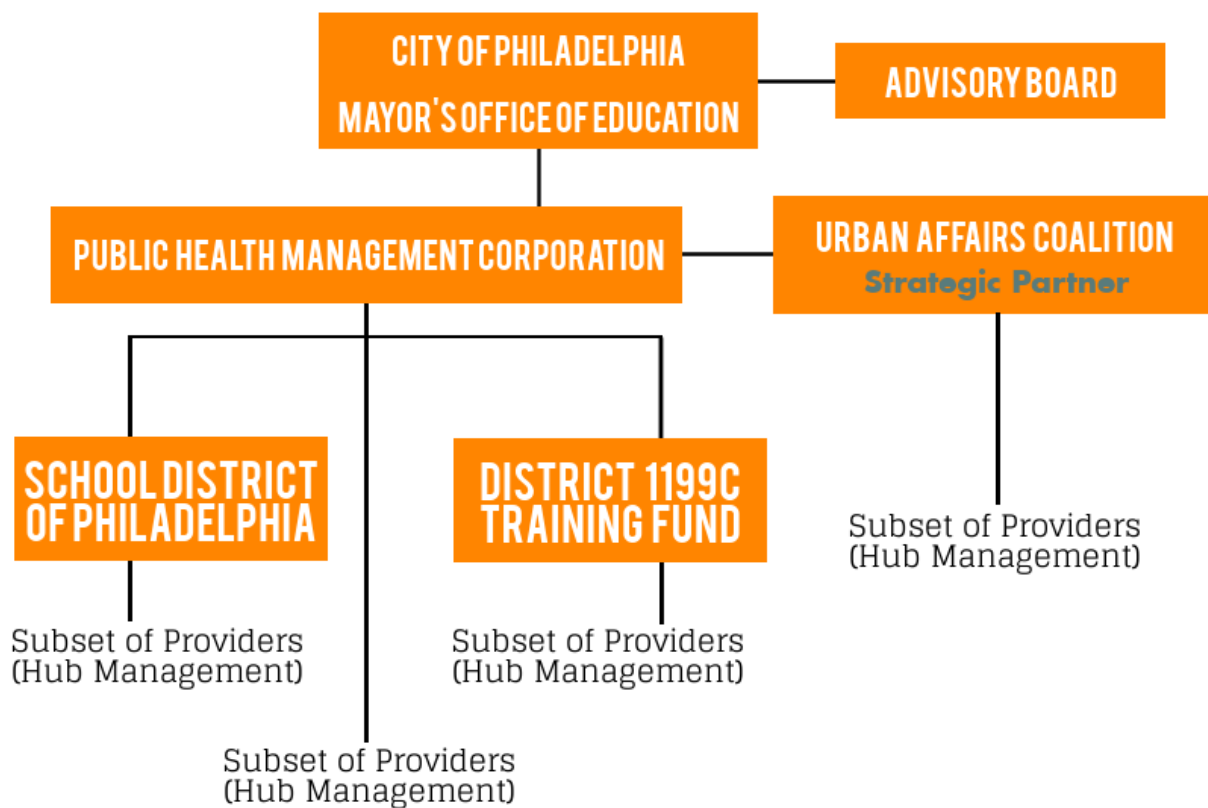 CITY OF PHILADELPHIA
MAYOR'S OFFICE OF EDUCATION
ADVISORY BOARD
PUBLIC HEALTH MANAGEMENT CORPORATION
URBAN AFFAIRS COALITION
Strategic Partner
SCHOOL DISTRICT
OF PHILADELPHIA
DISTRICT 1199C
TRAINING FUND
Subset of Providers
(Hub Management)
Subset of Providers
(Hub Management)
Subset of Providers
(Hub Management)
Subset of Providers
(Hub Management)